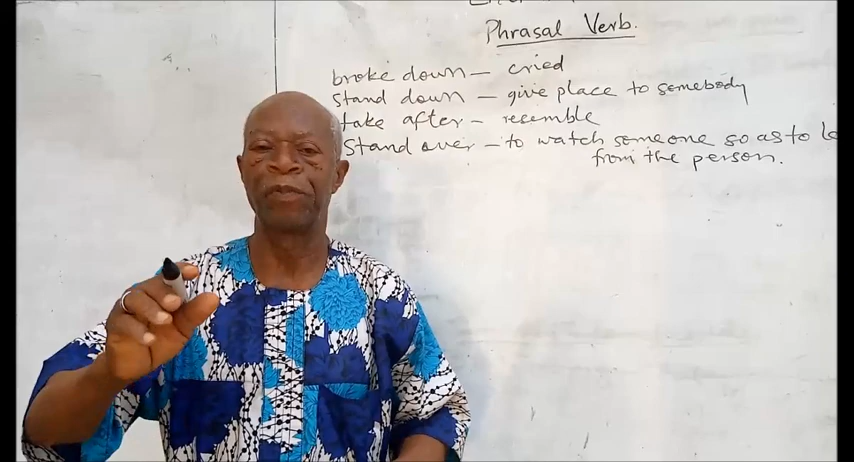 Phrasal Verb.
broke down – cried
stand down – give place to somebody
take after – resemble
stand over – to watch someone so as to
from the person.